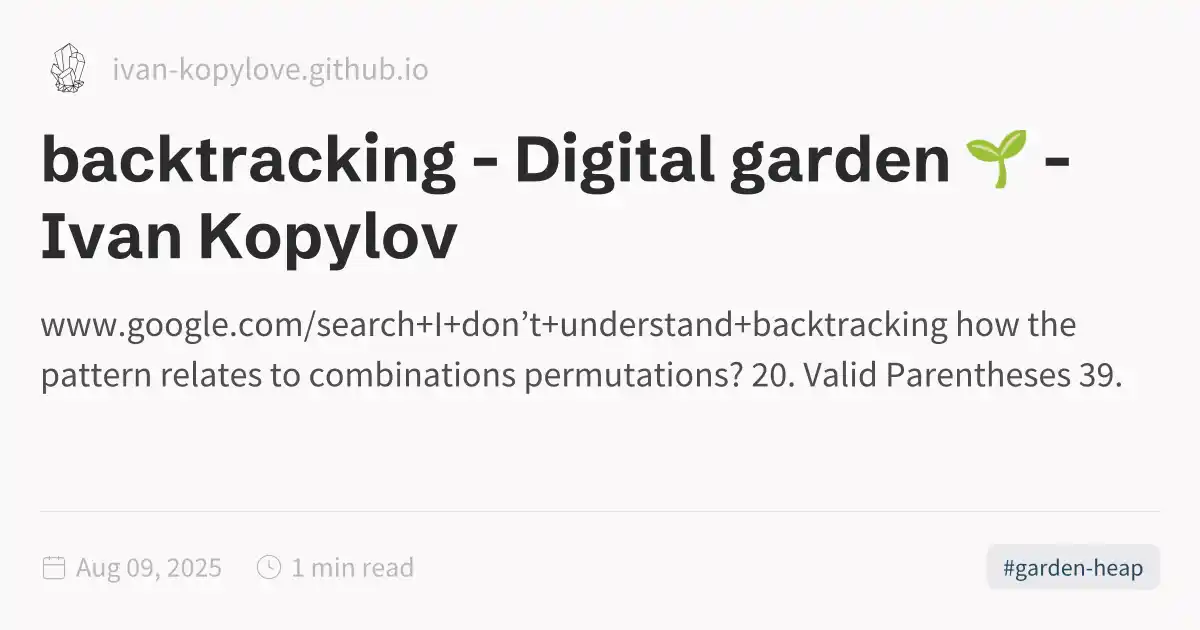 ivan-kopylove.github.io
backtracking - Digital garden 🌱 -
Ivan Kopylov
www.google.com/search+I+don’t+understand+backtracking how the
pattern relates to combinations permutations? 20. Valid Parentheses 39.
Aug 09, 2025 1 min read
#garden-heap